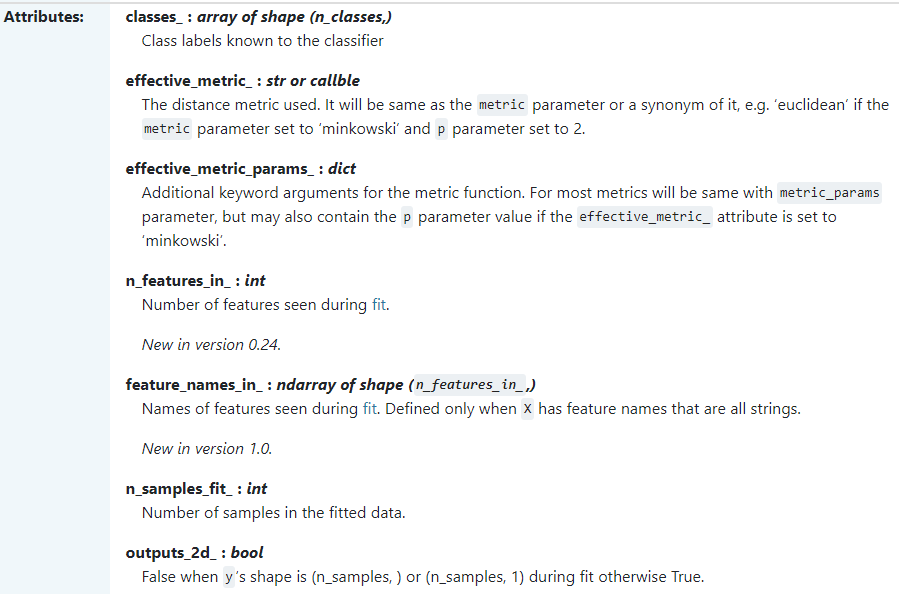 Attributes:
classes_ : array of shape (n_classes,)
Class labels known to the classifier
effective_metric_ : str or callble
The distance metric used. It will be same as the metric parameter or a synonym of it, e.g. ‘euclidean’ if the
metric parameter set to ‘minkowski’ and p parameter set to 2.
effective_metric_params_ : dict
Additional keyword arguments for the metric function. For most metrics will be same with metric_params
parameter, but may also contain the p parameter value if the effective_metric_ attribute is set to
‘minkowski’.
n_features_in_ : int
Number of features seen during fit.
New in version 0.24.
feature_names_in_ : ndarray of shape (n_features_in_,)
Names of features seen during fit. Defined only when X has feature names that are all strings.
New in version 1.0.
n_samples_fit_ : int
Number of samples in the fitted data.
outputs_2d_ : bool
False when y’s shape is (n_samples, ) or (n_samples, 1) during fit otherwise True.